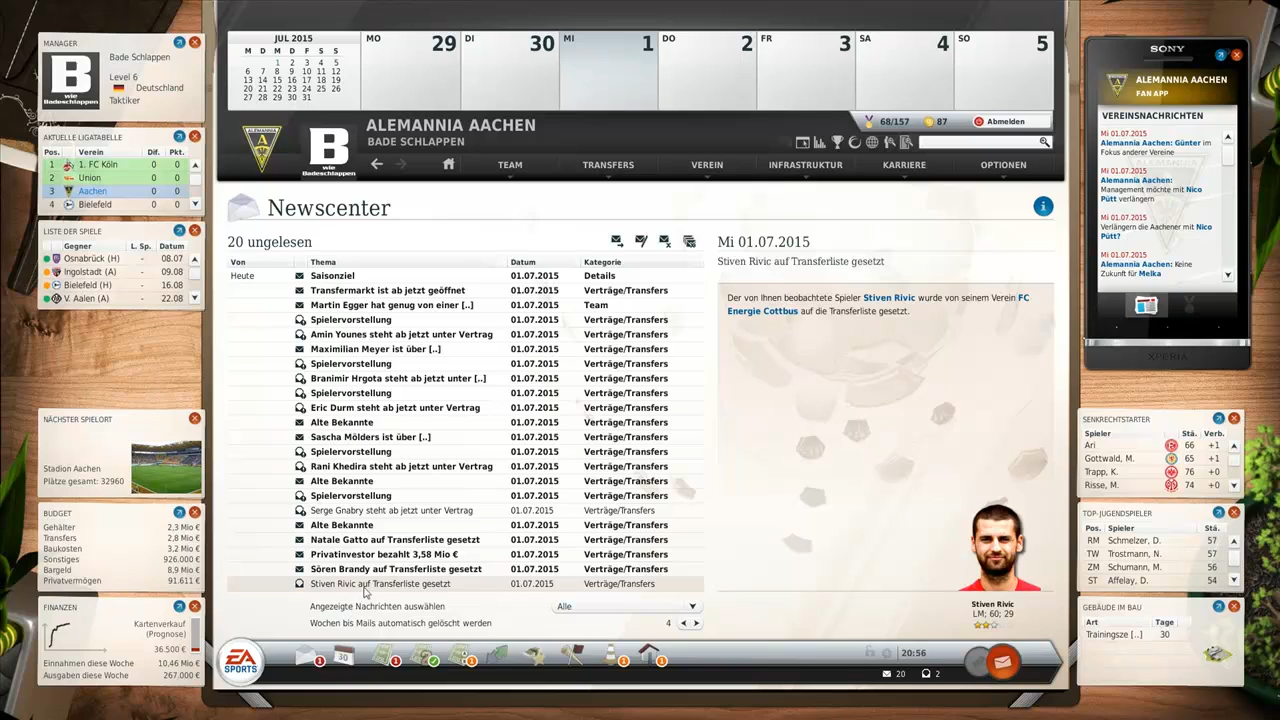 MANAGER
Bade Schlappen
Level 6
Deutschland
Taktiker
B
wie
Badeschlappen
AKTUELLE LIGATABELLE
Pos. Verein Dif. Pkt.
1 1. FC Köln 0 0
2 Union 0 0
3 Aachen 0 0
4 Bielefeld 0 0
LISTE DER SPIELE
Gegner L. Sp. Datum
Osnabrück (H) - 08.07
Ingolstadt (A) - 09.08
Bielefeld (H) - 16.08
V. Aalen (A) - 22.08
NÄCHSTER SPIELORT
Stadion Aachen
Plätze gesamt: 32960
BUDGET
Gehälter 2,3 Mio €
Transfers 2,8 Mio €
Baukosten 3,2 Mio €
Sonstiges 926.000 €
Bargeld 8,9 Mio €
Privatvermögen 91.611 €
FINANZEN
Kartenverkauf
(Prognose)
36.500 €
Einnahmen diese Woche 10,46 Mio €
Ausgaben diese Woche 267.000 €
JUL 2015
M D M D F S S
1 2 3 4 5
6 7 8 9 10 11 12
13 14 15 16 17 18 19
20 21 22 23 24 25 26
27 28 29 30 31
MO 29
DI 30
MI 1
DO 2
FR 3
SA 4
SO 5
ALEMANNIA
B
wie
Badeschlappen
ALEMANNIA AACHEN
BADE SCHLAPPEN
68/157
87
Abmelden
TEAM TRANSFERS VEREIN INFRASTRUKTUR KARRIERE OPTIONEN
Newscenter
20 ungelesen
Von Thema Datum Kategorie
Heute Saisonziel 01.07.2015 Details
Transfermarkt ist ab jetzt geöffnet 01.07.2015 Verträge/Transfers
Martin Egger hat genug von einer [..] 01.07.2015 Team
Spielervorstellung 01.07.2015 Verträge/Transfers
Amin Younes steht ab jetzt unter Vertrag 01.07.2015 Verträge/Transfers
Maximilian Meyer ist über [..] 01.07.2015 Verträge/Transfers
Spielervorstellung 01.07.2015 Verträge/Transfers
Branimir Hrgota steht ab jetzt unter [..] 01.07.2015 Verträge/Transfers
Spielervorstellung 01.07.2015 Verträge/Transfers
Eric Durm steht ab jetzt unter Vertrag 01.07.2015 Verträge/Transfers
Alte Bekannte 01.07.2015 Verträge/Transfers
Sascha Mölders ist über [..] 01.07.2015 Verträge/Transfers
Spielervorstellung 01.07.2015 Verträge/Transfers
Rani Khedira steht ab jetzt unter Vertrag 01.07.2015 Verträge/Transfers
Alte Bekannte 01.07.2015 Verträge/Transfers
Spielervorstellung 01.07.2015 Verträge/Transfers
Serge Gnabry steht ab jetzt unter Vertrag 01.07.2015 Verträge/Transfers
Alte Bekannte 01.07.2015 Verträge/Transfers
Natale Gatto auf Transferliste gesetzt 01.07.2015 Verträge/Transfers
Privatinvestor bezahlt 3,58 Mio € 01.07.2015 Verträge/Transfers
Sören Brandy auf Transferliste gesetzt 01.07.2015 Verträge/Transfers
Stiven Rivic auf Transferliste gesetzt 01.07.2015 Verträge/Transfers
Angezeigte Nachrichten auswählen Alle
Wochen bis Mails automatisch gelöscht werden 4
Mi 01.07.2015
Stiven Rivic auf Transferliste gesetzt
Der von Ihnen beobachtete Spieler Stiven Rivic wurde von seinem Verein FC
Energie Cottbus auf die Transferliste gesetzt.
Stiven Rivic
LM; 60; 29
EA
SPORTS
1
30
1
1
1
1
20:56
20
2
SONY
ALEMANNIA AACHEN
FAN APP
VEREINSNACHRICHTEN
Mi 01.07.2015
Alemannia Aachen: Günter im
Fokus anderer Vereine
Mi 01.07.2015
Alemannia Aachen:
Management möchte mit Nico
Pütt verlängern
Mi 01.07.2015
Verlängern die Aachener mit Nico
Pütt?
Mi 01.07.2015
Alemannia Aachen: Keine
Zukunft für Melka
XPERIA
SENKRECHTSTARTER
Spieler Stä. Verb.
Ari 66 +1
Gottwald, M. 65 +1
Trapp, K. 76 +0
Risse, M. 74 +0
TOP-JUGENDSPIELER
Pos. Spieler Stä.
RM Schmelzer, D. 57
TW Trostmann, N. 57
ZM Schumann, M. 56
ST Affelay, D. 54
GEBÄUDE IM BAU
Art Tage
Trainingsze [..] 30